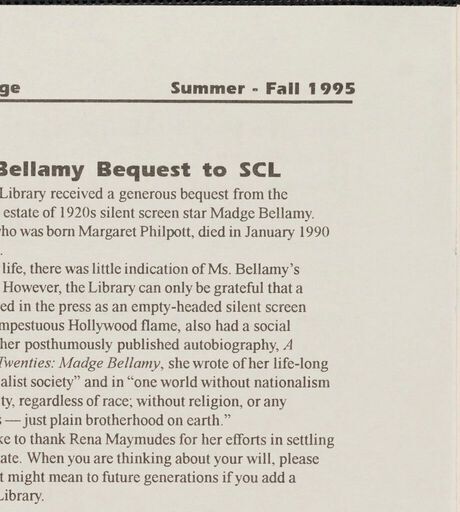 ge Summer - Fall 1995
Bellamy Bequest to SCL
Library received a generous bequest from the
estate of 1920s silent screen star Madge Bellamy.
ho was born Margaret Philpott, died in January 1990
.
life, there was little indication of Ms. Bellamy’s
However, the Library can only be grateful that a
ed in the press as an empty-headed silent screen
mpestuous Hollywood flame, also had a social
her posthumously published autobiography, A
Twenties: Madge Bellamy, she wrote of her life-long
alist society” and in “one world without nationalism
ty, regardless of race; without religion, or any
s — just plain brotherhood on earth.”
ke to thank Rena Maymudes for her efforts in settling
ate. When you are thinking about your will, please
t might mean to future generations if you add a
Library.